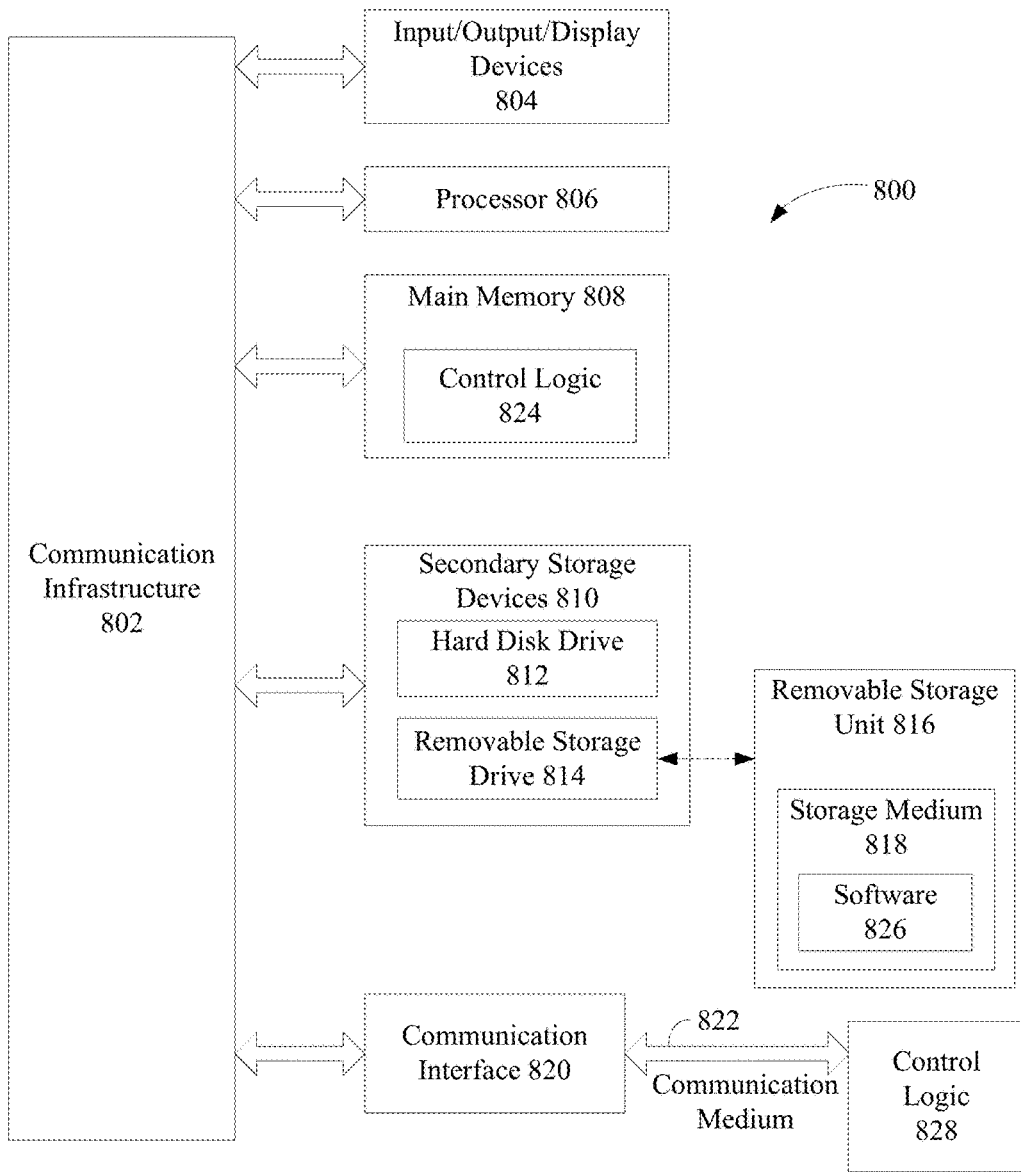 Input/Output/Display
Devices
804
Processor 806
800
Main Memory 808
Control Logic
824
Communication
Infrastructure
802
Secondary Storage
Devices 810
Hard Disk Drive
812
Removable Storage
Drive 814
Removable Storage
Unit 816
Storage Medium
818
Software
826
Communication
Interface 820
822
Communication
Medium
Control
Logic
828